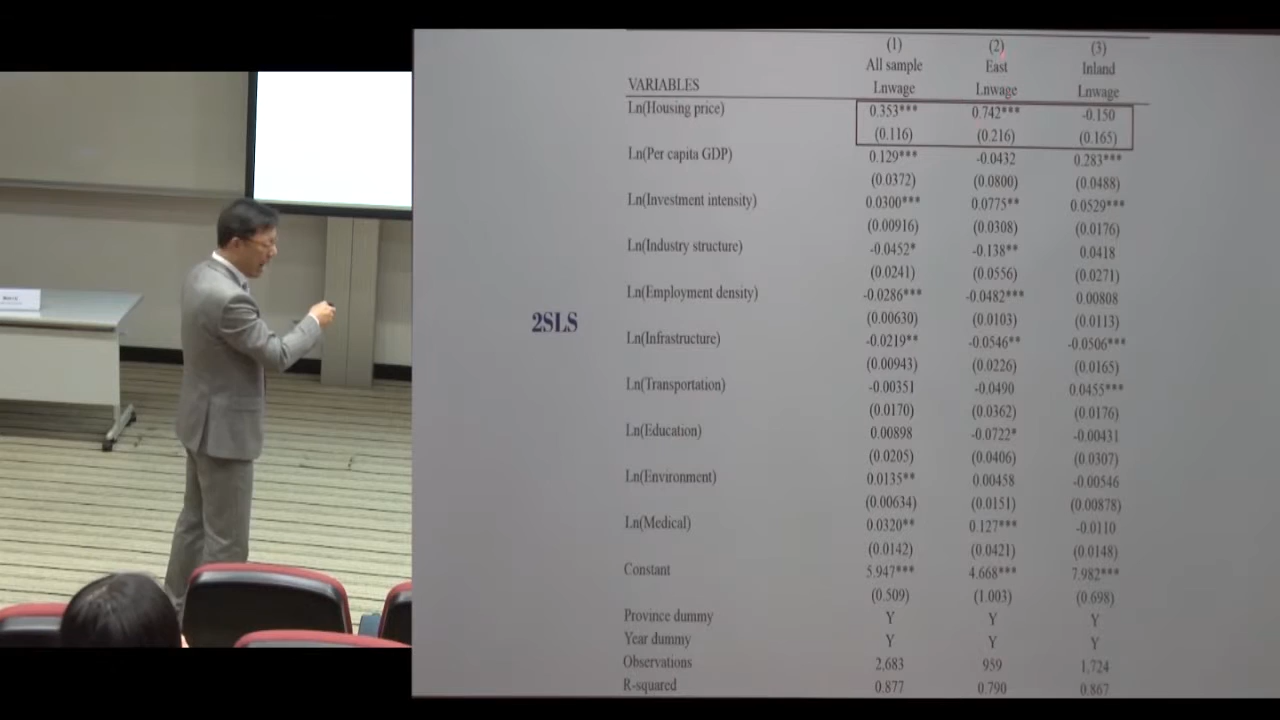 (1) (2) (3)
All sample East Inland
VARIABLES Lnwage Lnwage Lnwage
Ln(Housing price) 0.353*** 0.742*** -0.150
(0.116) (0.216) (0.165)
Ln(Per capita GDP) 0.129*** -0.0432 0.283***
(0.0372) (0.0800) (0.0488)
Ln(Investment intensity) 0.0300*** 0.0775** 0.0529***
(0.00916) (0.0308) (0.0176)
Ln(Industry structure) -0.0452* -0.138** 0.0418
(0.0241) (0.0556) (0.0271)
Ln(Employment density) -0.0286*** -0.0482*** 0.00808
2SLS (0.00630) (0.0103) (0.0113)
Ln(Infrastructure) -0.0219** -0.0546** -0.0506***
(0.00943) (0.0226) (0.0165)
Ln(Transportation) -0.00351 -0.0490 0.0455***
(0.0170) (0.0362) (0.0176)
Ln(Education) 0.00898 -0.0722* -0.00431
(0.0205) (0.0406) (0.0307)
Ln(Environment) 0.0135** 0.00458 -0.00546
(0.00634) (0.0151) (0.00878)
Ln(Medical) 0.0320** 0.127*** -0.0110
(0.0142) (0.0421) (0.0148)
Constant 5.947*** 4.668*** 7.982***
(0.509) (1.003) (0.698)
Province dummy Y Y Y
Year dummy Y Y Y
Observations 2,683 959 1,724
R-squared 0.877 0.790 0.867